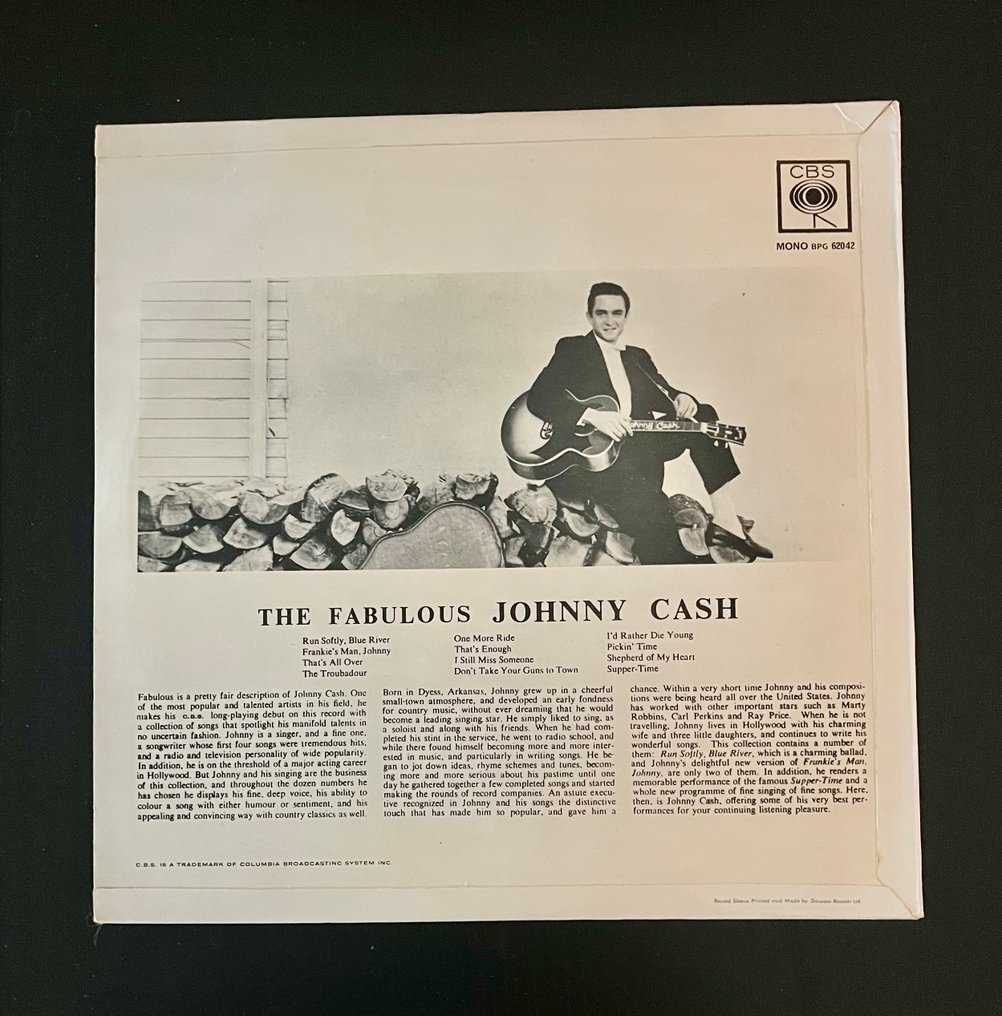 CBS
MONO BPG 62042
Johnny Cash
THE FABULOUS JOHNNY CASH
Run Softly, Blue River
Frankie's Man, Johnny
That's All Over
The Troubadour
One More Ride
That's Enough
I Still Miss Someone
Don't Take Your Guns to Town
I'd Rather Die Young
Pickin' Time
Shepherd of My Heart
Supper-Time
Fabulous is a pretty fair description of Johnny Cash. One
of the most popular and talented artists in his field, he
makes his C.B.S. long-playing debut on this record with
a collection of songs that spotlight his manifold talents in
no uncertain fashion. Johnny is a singer, and a fine one,
a songwriter whose first four songs were tremendous hits,
and a radio and television personality of wide popularity.
In addition, he is on the threshold of a major acting career
in Hollywood. But Johnny and his singing are the business
of this collection, and throughout the dozen numbers he
has chosen he displays his fine, deep voice, his ability to
colour a song with either humour or sentiment, and his
appealing and convincing way with country classics as well.
Born in Dyess, Arkansas, Johnny grew up in a cheerful
small-town atmosphere, and developed an early fondness
for country music, without ever dreaming that he would
become a leading singing star. He simply liked to sing, as
a soloist and along with his friends. When he had com-
pleted his stint in the service, he went to radio school, and
while there found himself becoming more and more inter-
ested in music, and particularly in writing songs. He be-
gan to jot down ideas, rhyme schemes and tunes, becom-
ing more and more serious about his pastime until one
day he gathered together a few completed songs and started
making the rounds of record companies. An astute execu-
tive recognized in Johnny and his songs the distinctive
touch that has made him so popular, and gave him a
chance. Within a very short time Johnny and his composi-
tions were being heard all over the United States. Johnny
has worked with other important stars such as Marty
Robbins, Carl Perkins and Ray Price. When he is not
travelling, Johnny lives in Hollywood with his charming
wife and three little daughters, and continues to write his
wonderful songs. This collection contains a number of
them: Run Softly, Blue River, which is a charming ballad,
and Johnny's delightful new version of Frankie's Man,
Johnny, are only two of them. In addition, he renders a
memorable performance of the famous Supper-Time and a
whole new programme of fine singing of fine songs. Here,
then, is Johnny Cash, offering some of his very best per-
formances for your continuing listening pleasure.
C.B.S. IS A TRADEMARK OF COLUMBIA BROADCASTING SYSTEM INC.
Record Sleeve Printed and Made by Dawson Rossiter Ltd.